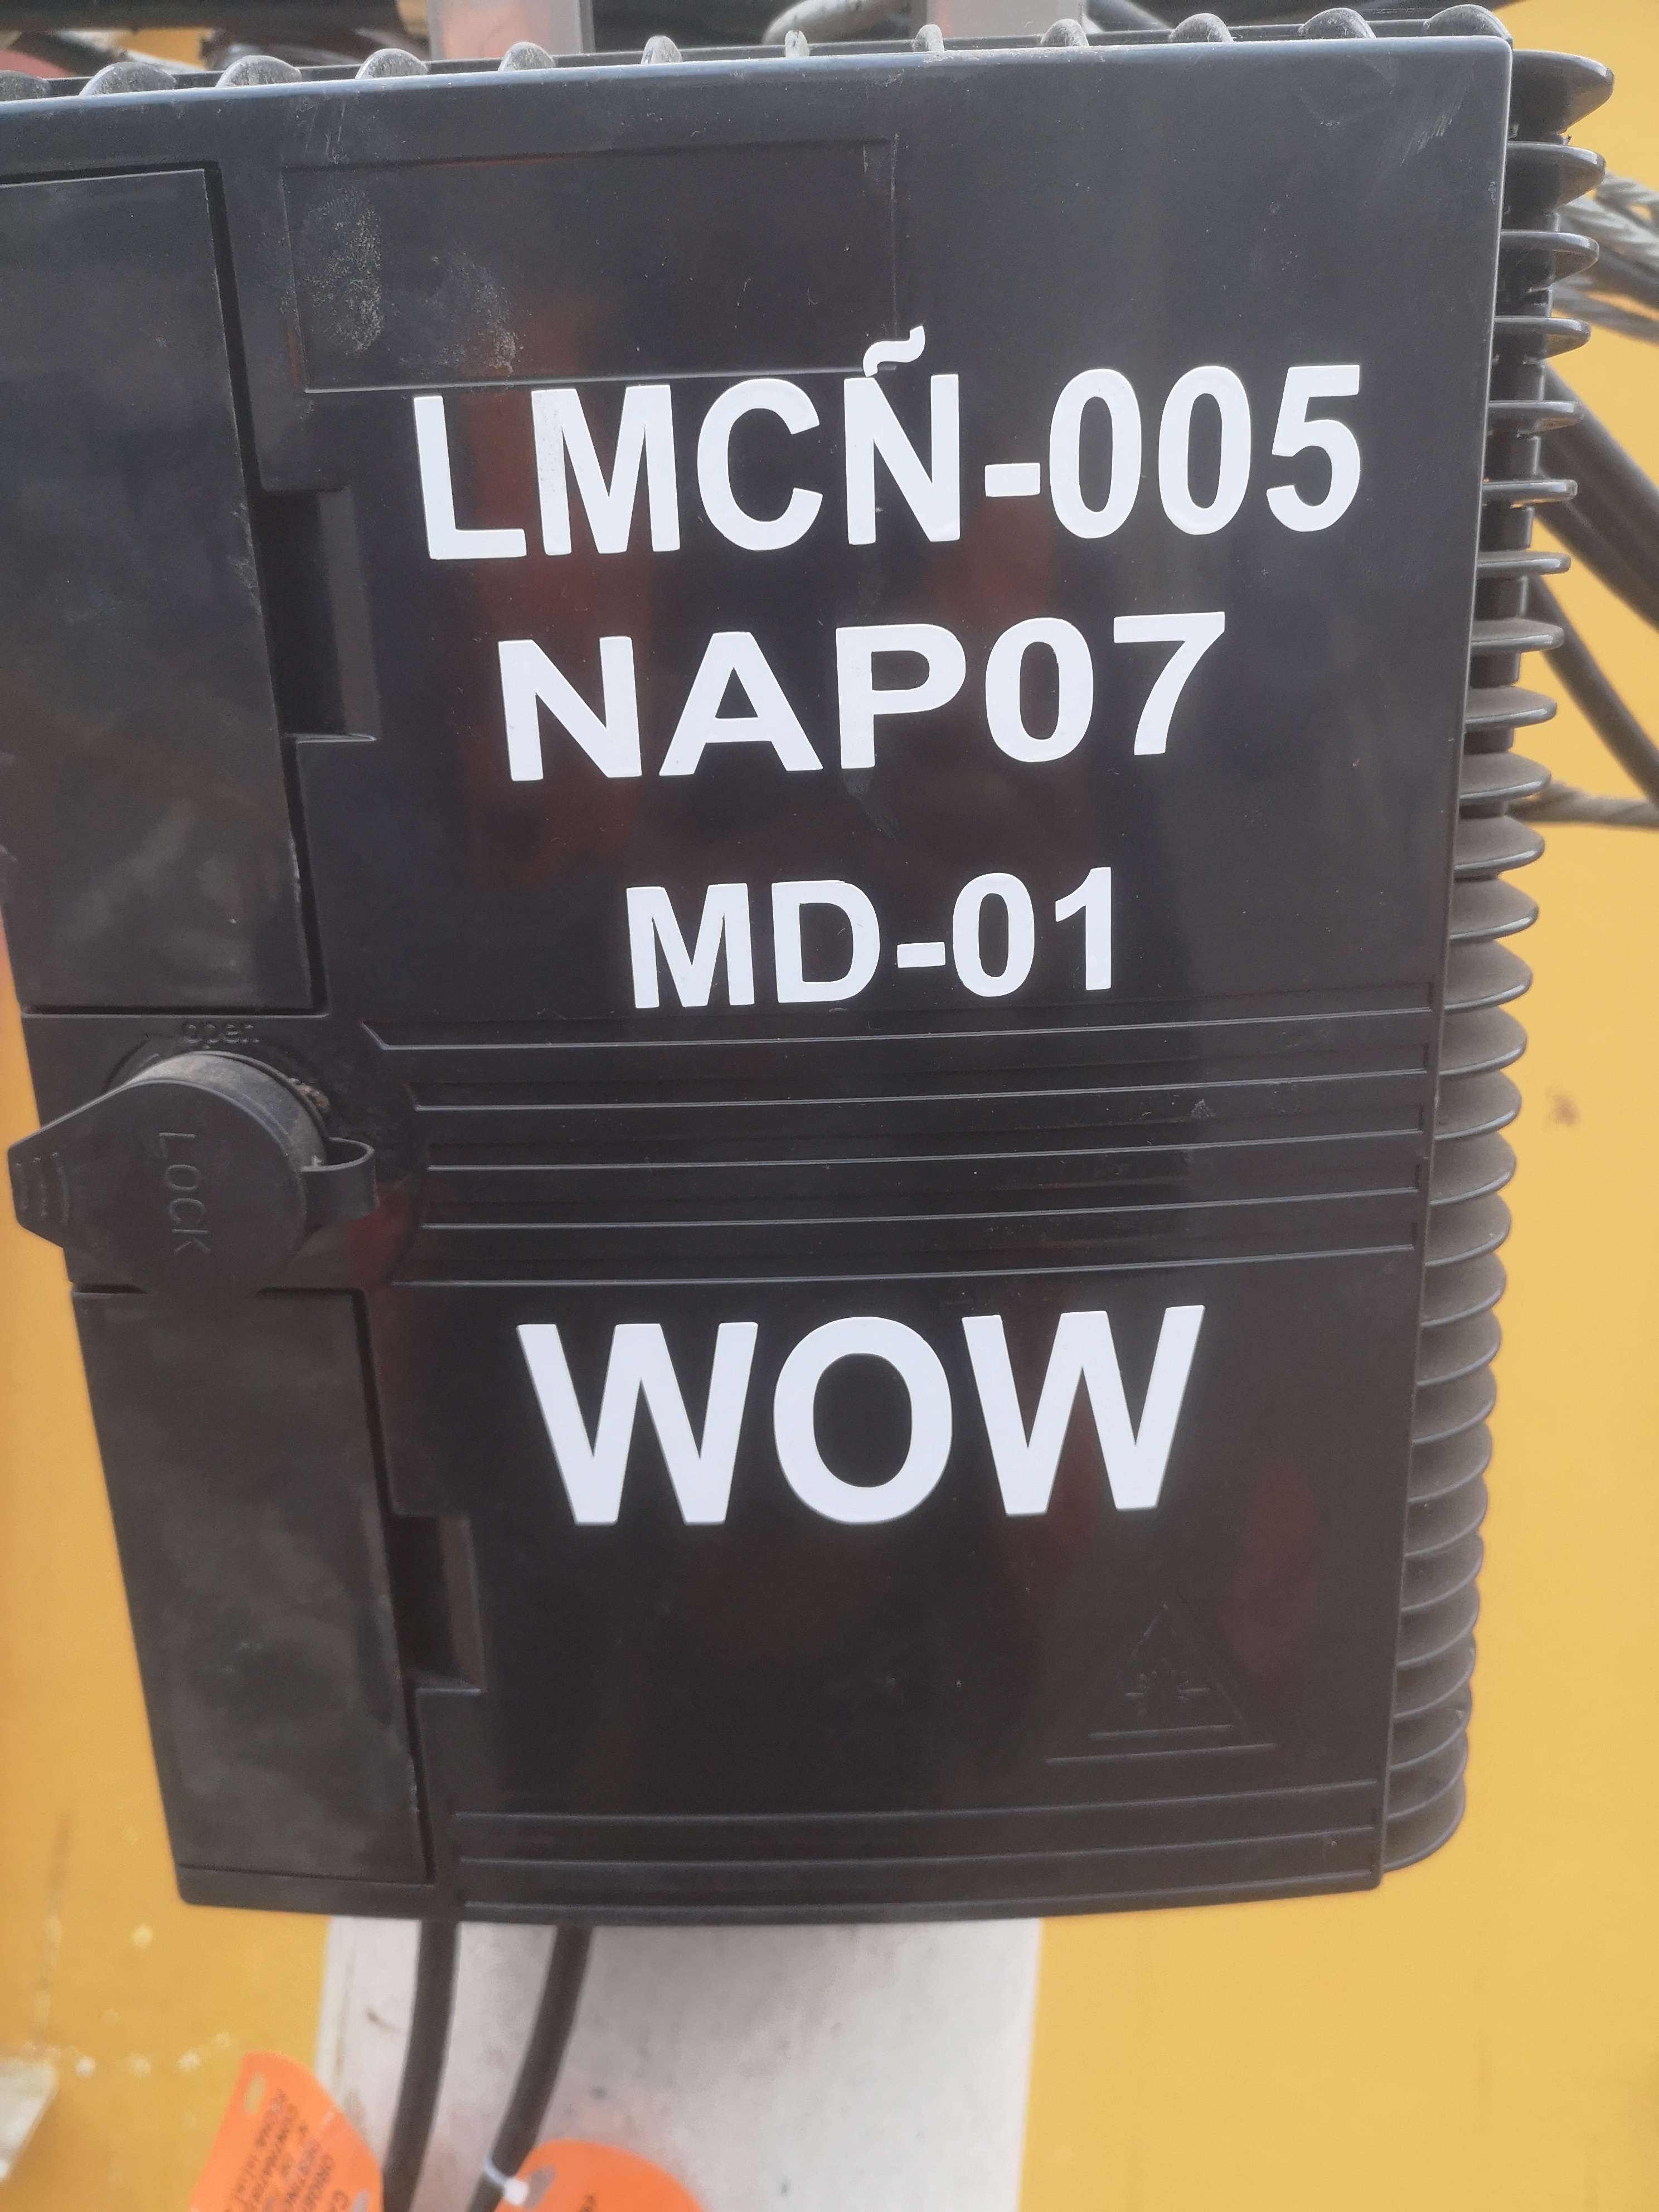 LMCÑ-005
NAP07
MD-01
open
LOCK
WOW